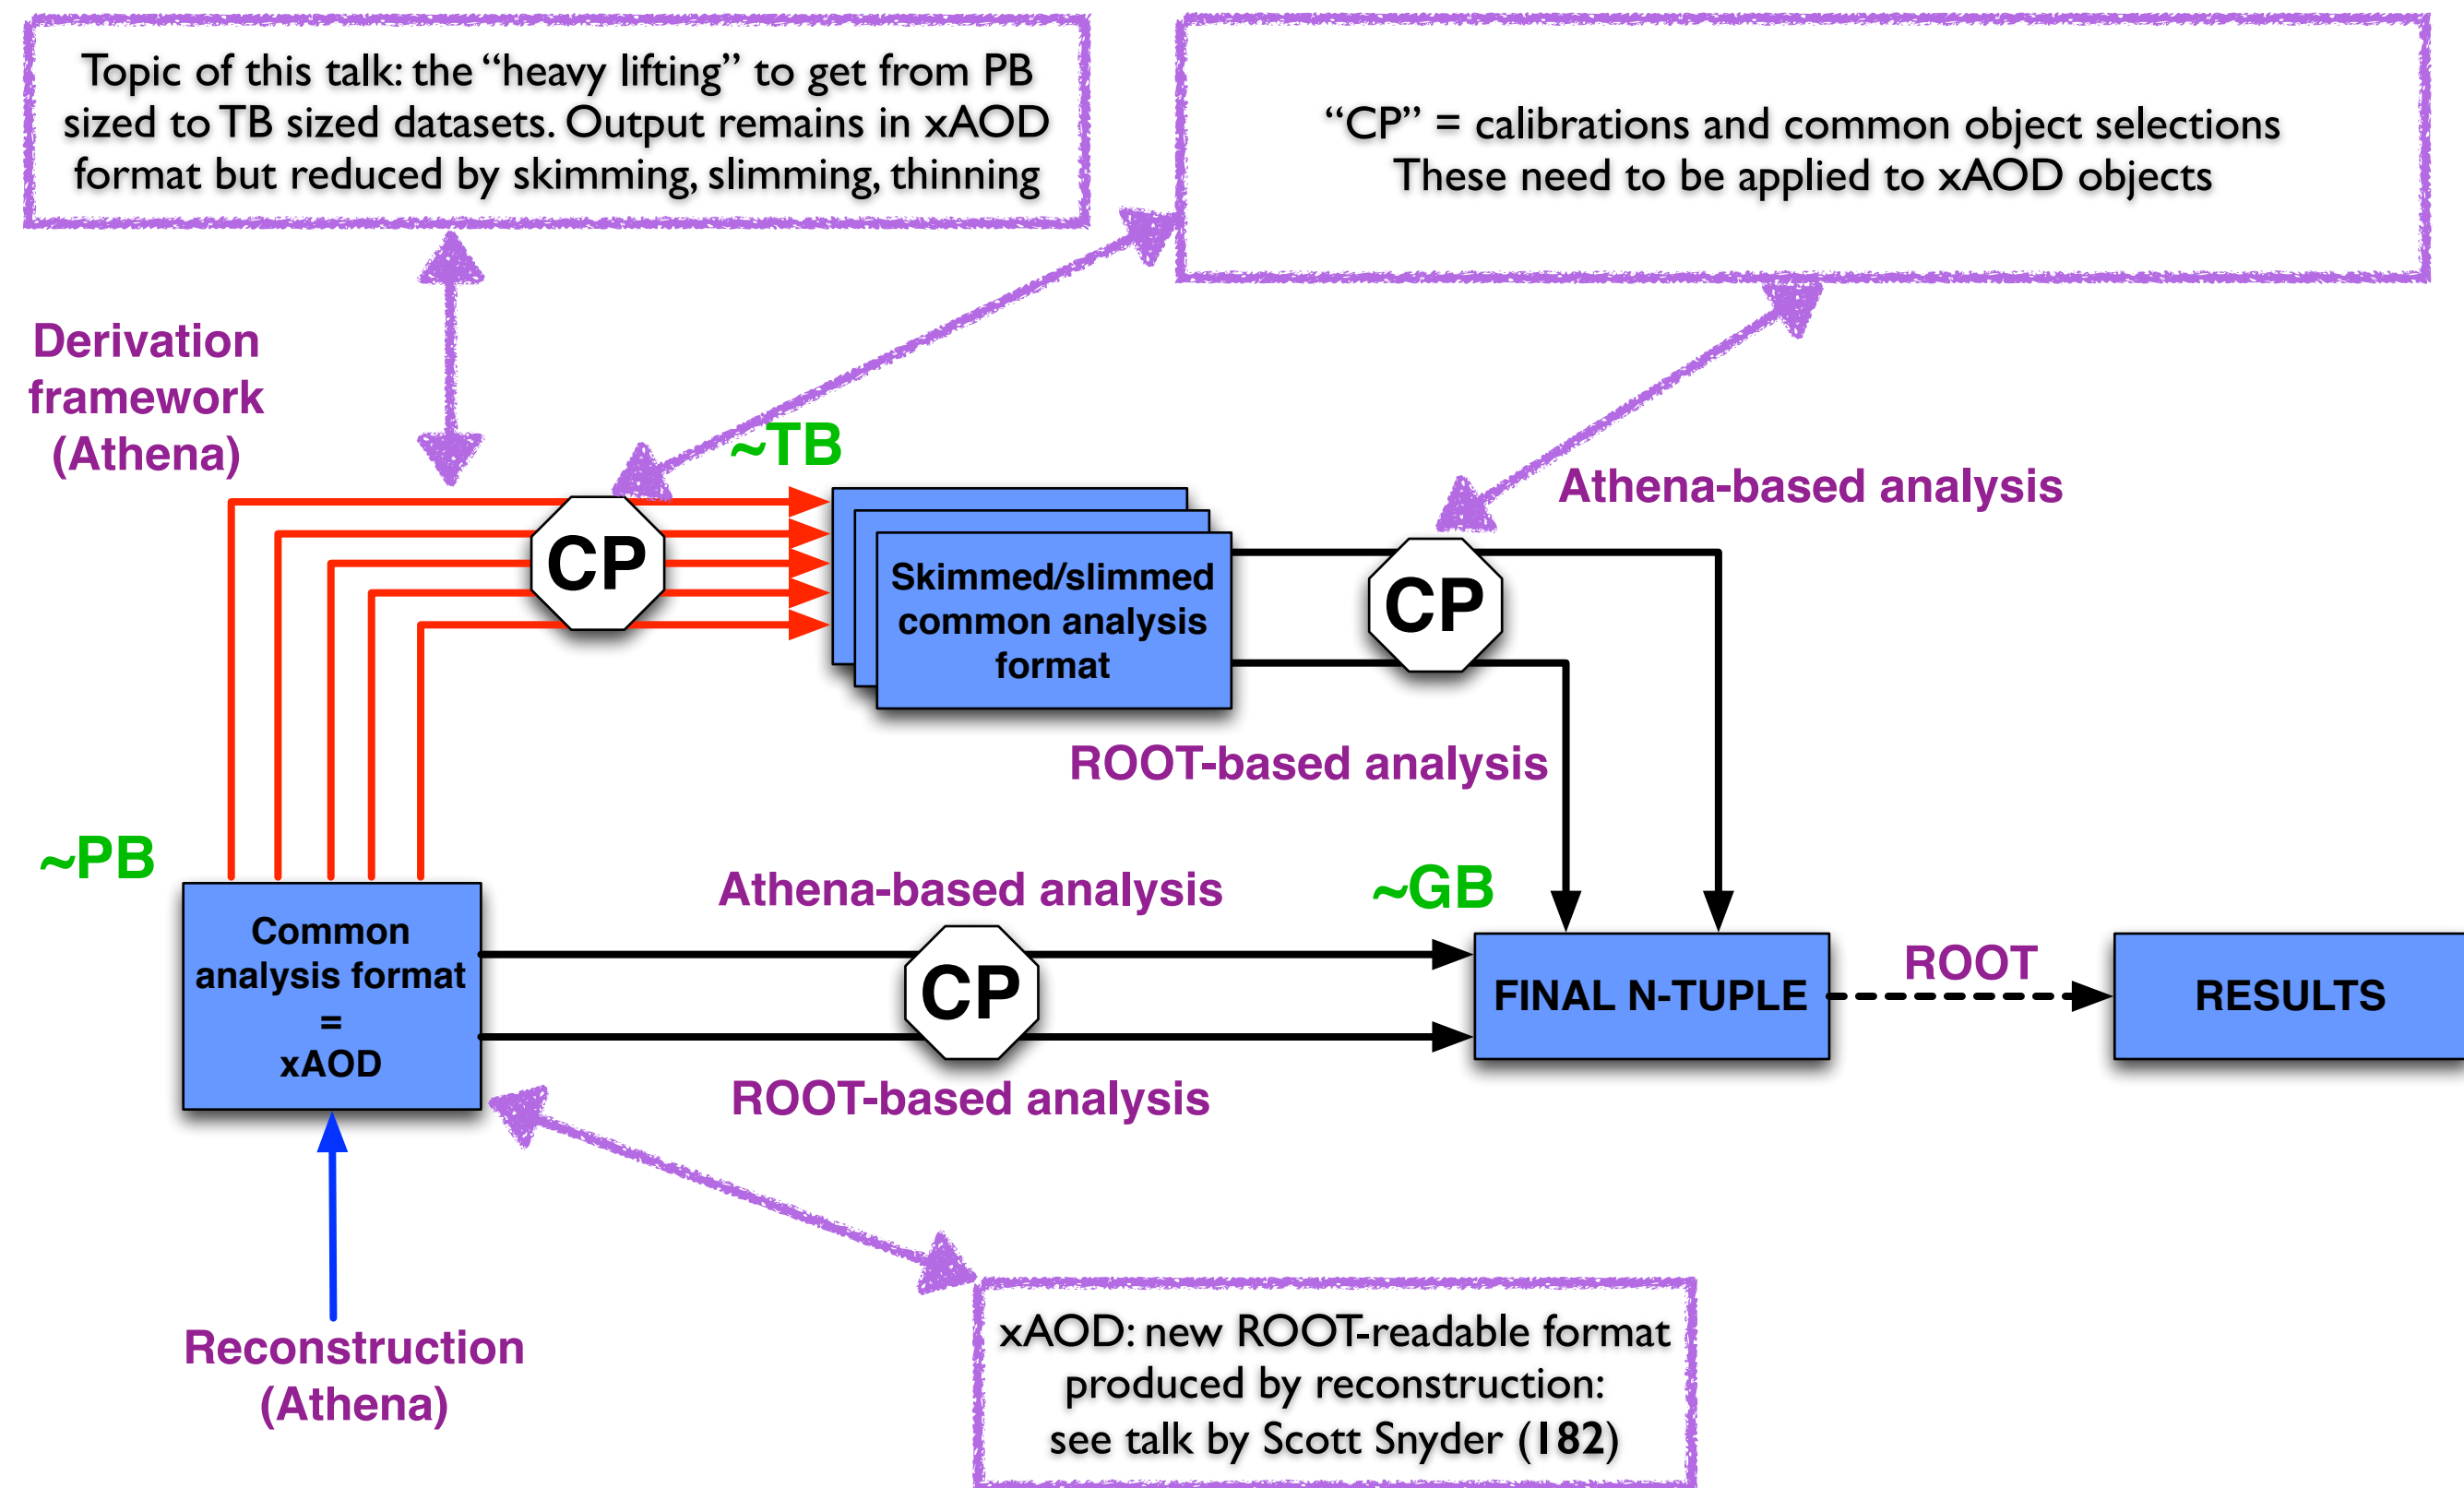 Topic of this talk: the “heavy lifting” to get from PB
sized to TB sized datasets. Output remains in xAOD
format but reduced by skimming, slimming, thinning
“CP” = calibrations and common object selections
These need to be applied to xAOD objects
Derivation
framework
(Athena)
~TB
Athena-based analysis
CP
Skimmed/slimmed
common analysis
format
CP
ROOT-based analysis
~PB
Athena-based analysis
~GB
Common
analysis format
=
xAOD
CP
FINAL N-TUPLE
ROOT
RESULTS
ROOT-based analysis
Reconstruction
(Athena)
xAOD: new ROOT-readable format
produced by reconstruction:
see talk by Scott Snyder (182)